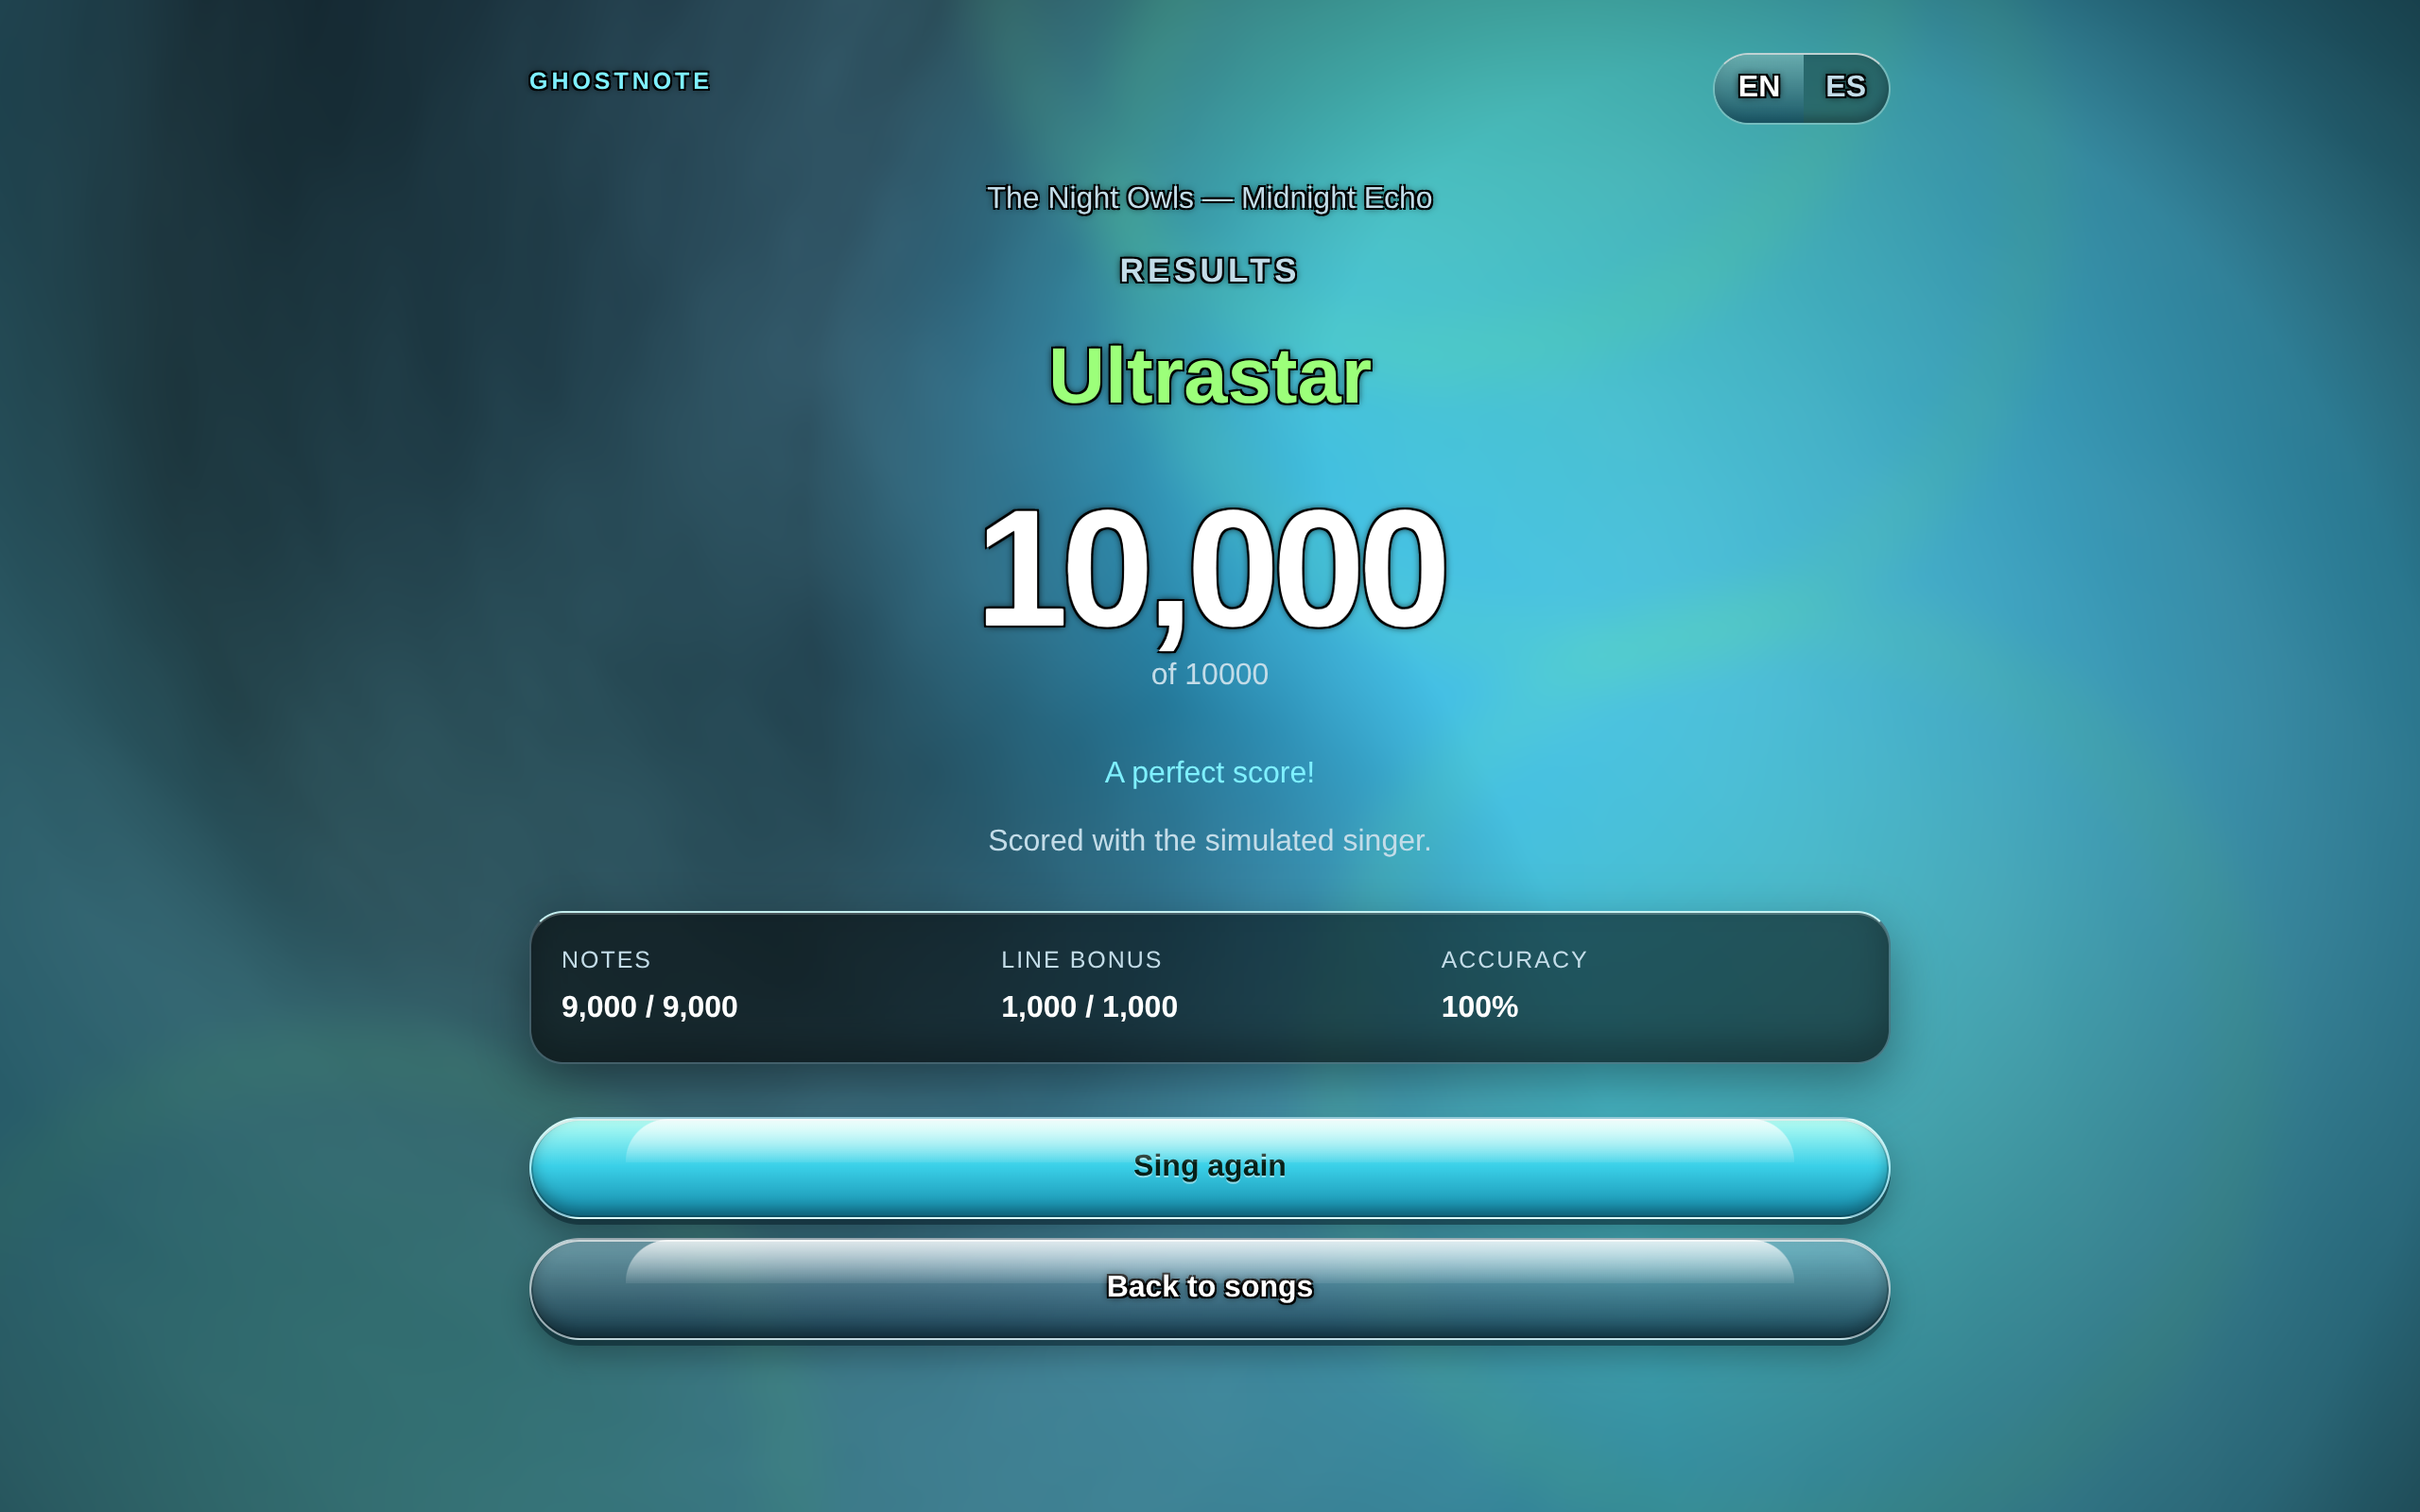 GHOSTNOTE
EN ES
The Night Owls — Midnight Echo
RESULTS
Ultrastar
10,000
of 10000
A perfect score!
Scored with the simulated singer.
NOTES LINE BONUS ACCURACY
9,000 / 9,000 1,000 / 1,000 100%
Sing again
Back to songs